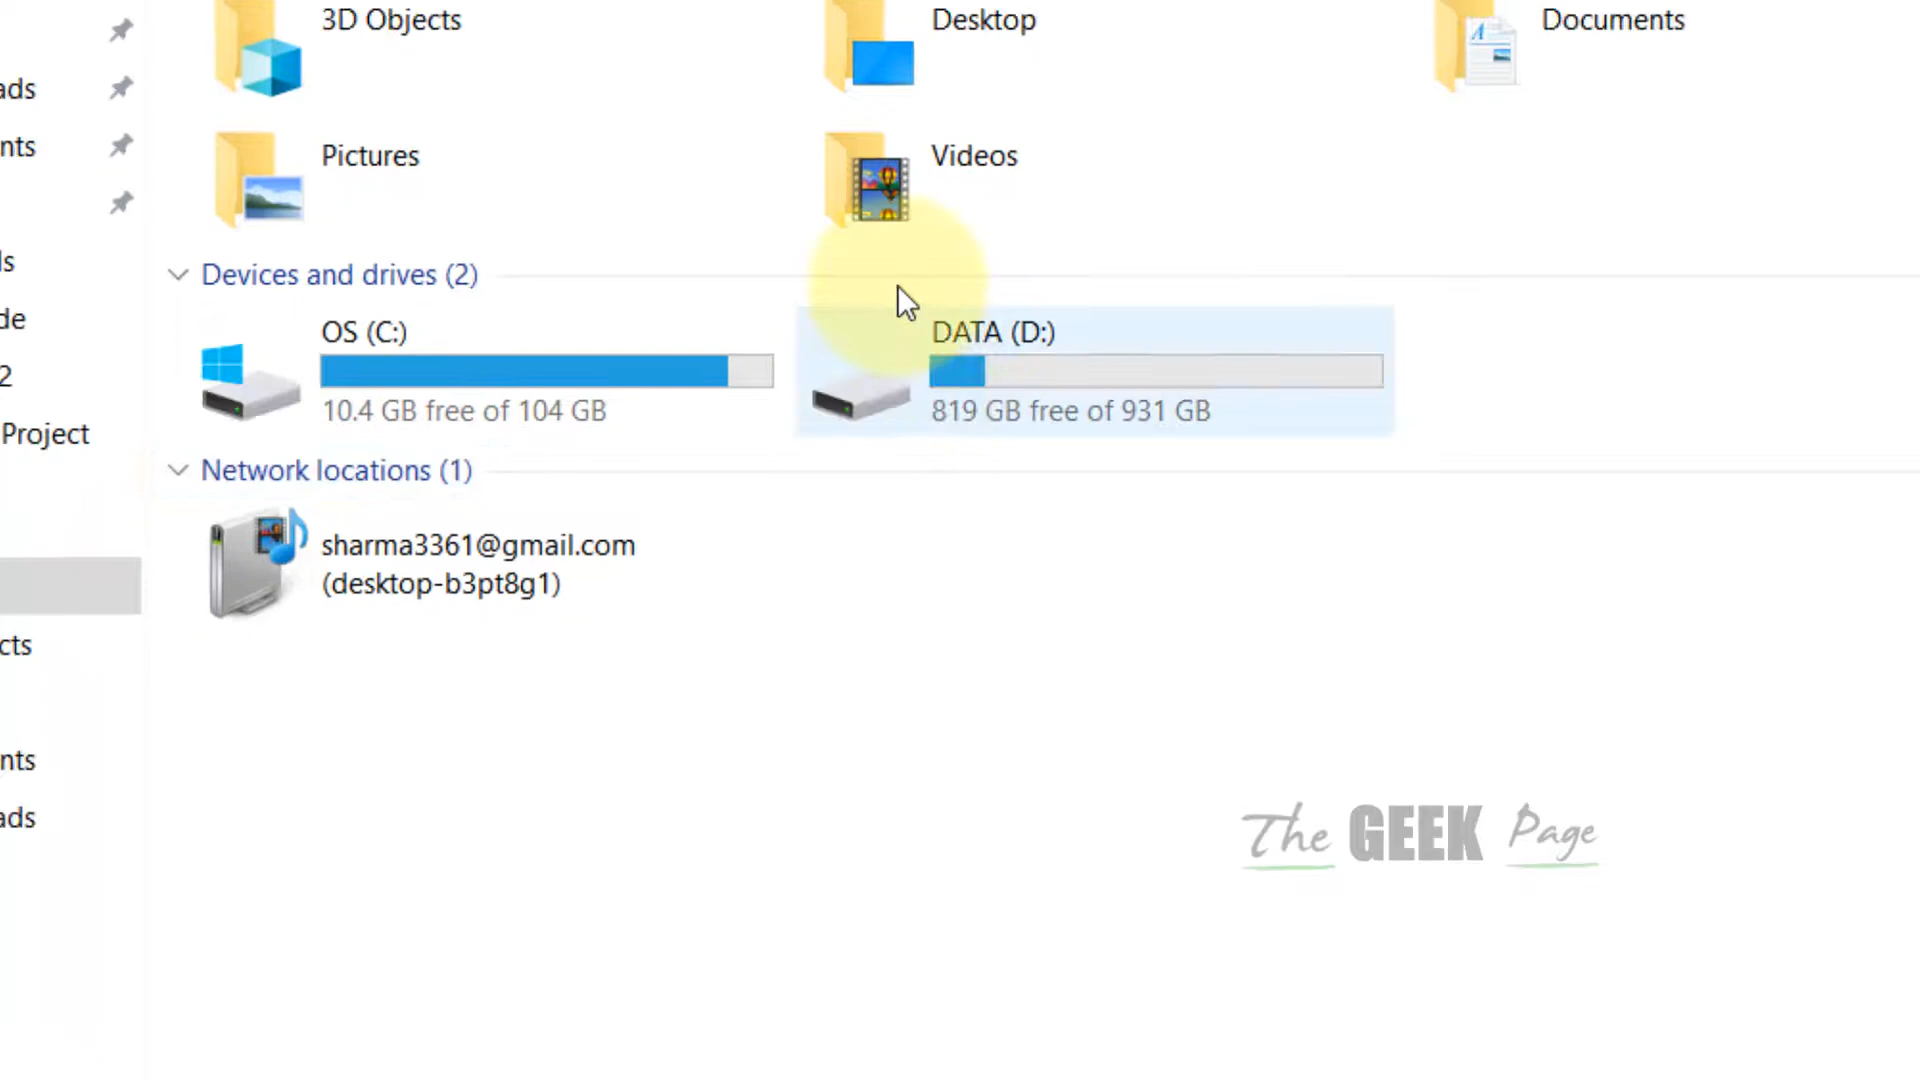 3D Objects
Desktop
Documents
ads
nts
Pictures
Videos
ls
Devices and drives (2)
de
OS (C:)
DATA (D:)
2
10.4 GB free of 104 GB
819 GB free of 931 GB
Project
Network locations (1)
sharma3361@gmail.com
(desktop-b3pt8g1)
cts
nts
ads
The GEEK Page